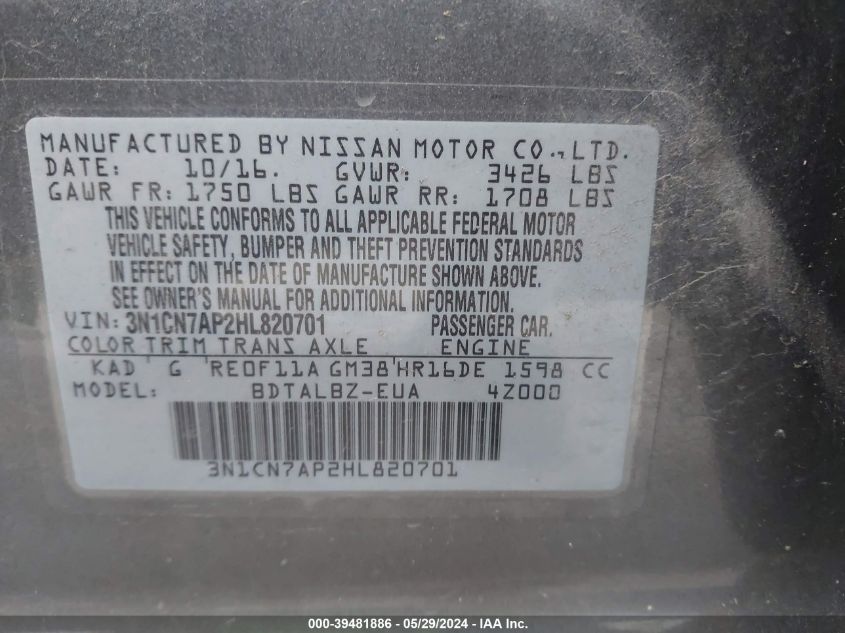 MANUFACTURED BY NISSAN MOTOR CO., LTD.
DATE: 10/16. GVWR: 3426 LBS
GAWR FR: 1750 LBS GAWR RR: 1708 LBS
THIS VEHICLE CONFORMS TO ALL APPLICABLE FEDERAL MOTOR
VEHICLE SAFETY, BUMPER AND THEFT PREVENTION STANDARDS
IN EFFECT ON THE DATE OF MANUFACTURE SHOWN ABOVE.
SEE OWNER'S MANUAL FOR ADDITIONAL INFORMATION.
VIN: 3N1CN7AP2HL820701 PASSENGER CAR.
COLOR TRIM TRANS AXLE ENGINE
KAD G RE0F11A GM38 HR16DE 1598 CC
MODEL: BDTALBZ-EUA 4Z000
3N1CN7AP2HL820701
000-39481886 - 05/29/2024 - IAA Inc.